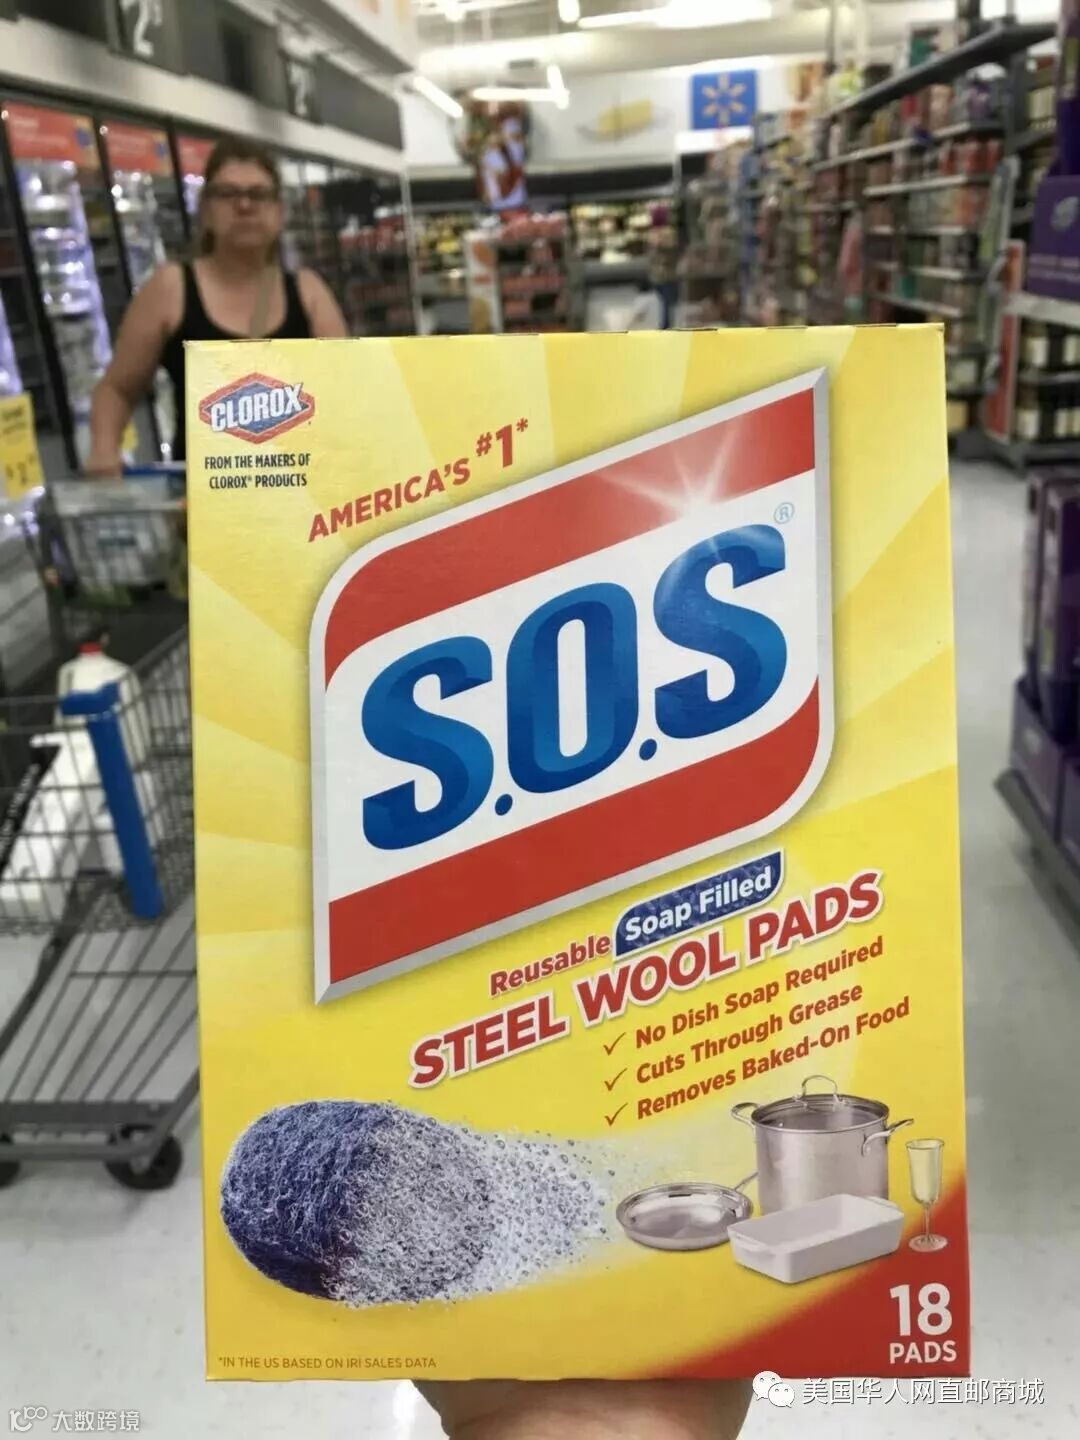 2
CLOROX
FROM THE MAKERS OF
CLOROX® PRODUCTS
AMERICA'S #1*
S.O.S®
Reusable Soap Filled
STEEL WOOL PADS
✓ No Dish Soap Required
✓ Cuts Through Grease
✓ Removes Baked-On Food
18
PADS
*IN THE US BASED ON IRI SALES DATA
美国华人网直邮商城
大数跨境